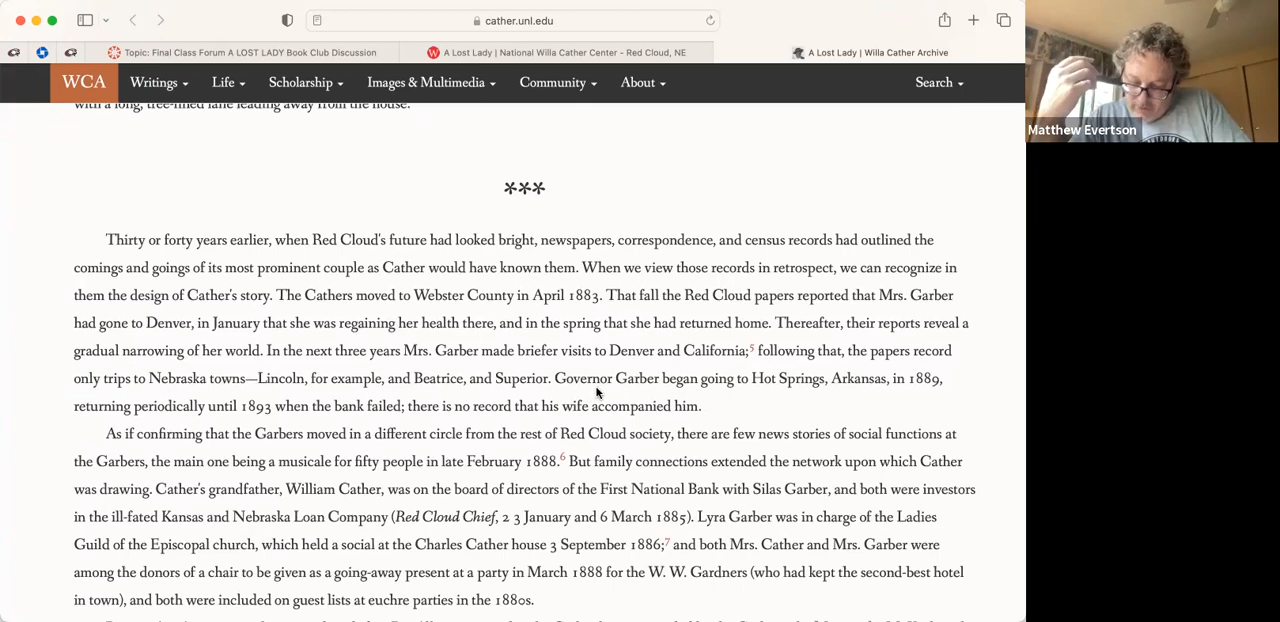 cather.unl.edu
Topic: Final Class Forum A LOST LADY Book Club Discussion
A Lost Lady | National Willa Cather Center - Red Cloud, NE
A Lost Lady | Willa Cather Archive
WCA
Writings
Life
Scholarship
Images & Multimedia
Community
About
Search
with a long, tree-lined lane leading away from the house.
***
Thirty or forty years earlier, when Red Cloud's future had looked bright, newspapers, correspondence, and census records had outlined the
comings and goings of its most prominent couple as Cather would have known them. When we view those records in retrospect, we can recognize in
them the design of Cather's story. The Cathers moved to Webster County in April 1883. That fall the Red Cloud papers reported that Mrs. Garber
had gone to Denver, in January that she was regaining her health there, and in the spring that she had returned home. Thereafter, their reports reveal a
gradual narrowing of her world. In the next three years Mrs. Garber made briefer visits to Denver and California;5 following that, the papers record
only trips to Nebraska towns—Lincoln, for example, and Beatrice, and Superior. Governor Garber began going to Hot Springs, Arkansas, in 1889,
returning periodically until 1893 when the bank failed; there is no record that his wife accompanied him.
As if confirming that the Garbers moved in a different circle from the rest of Red Cloud society, there are few news stories of social functions at
the Garbers, the main one being a musicale for fifty people in late February 1888.6 But family connections extended the network upon which Cather
was drawing. Cather's grandfather, William Cather, was on the board of directors of the First National Bank with Silas Garber, and both were investors
in the ill-fated Kansas and Nebraska Loan Company (Red Cloud Chief, 2 3 January and 6 March 1885). Lyra Garber was in charge of the Ladies
Guild of the Episcopal church, which held a social at the Charles Cather house 3 September 1886;7 and both Mrs. Cather and Mrs. Garber were
among the donors of a chair to be given as a going-away present at a party in March 1888 for the W. W. Gardners (who had kept the second-best hotel
in town), and both were included on guest lists at euchre parties in the 1880s.
Matthew Evertson